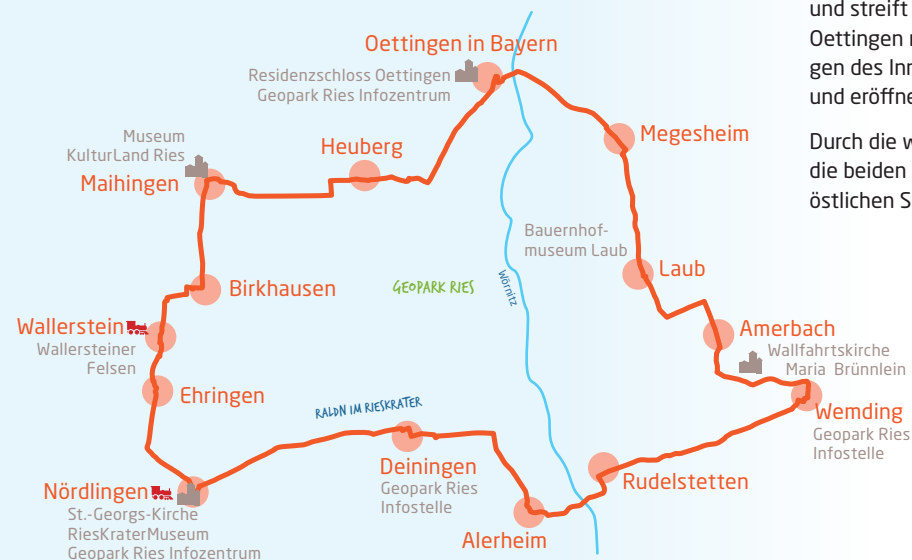 und streift
Oettingen
gen des Inn
und eröffne
Durch die w
die beiden
östlichen S
Oettingen in Bayern
Residenzschloss Oettingen
Geopark Ries Infozentrum
Megesheim
Museum
KulturLand Ries
Maihingen
Heuberg
Bauernhof-
museum Laub
Laub
Birkhausen
GEOPARK RIES
Wörnitz
Wallerstein
Wallersteiner
Felsen
Amerbach
Wallfahrtskirche
Maria Brünnlein
Ehringen
RALDN IM RIESKRATER
Wemding
Geopark Ries
Infostelle
Deiningen
Geopark Ries
Infostelle
Rudelstetten
Nördlingen
St.-Georgs-Kirche
RiesKraterMuseum
Geopark Ries Infozentrum
Alerheim